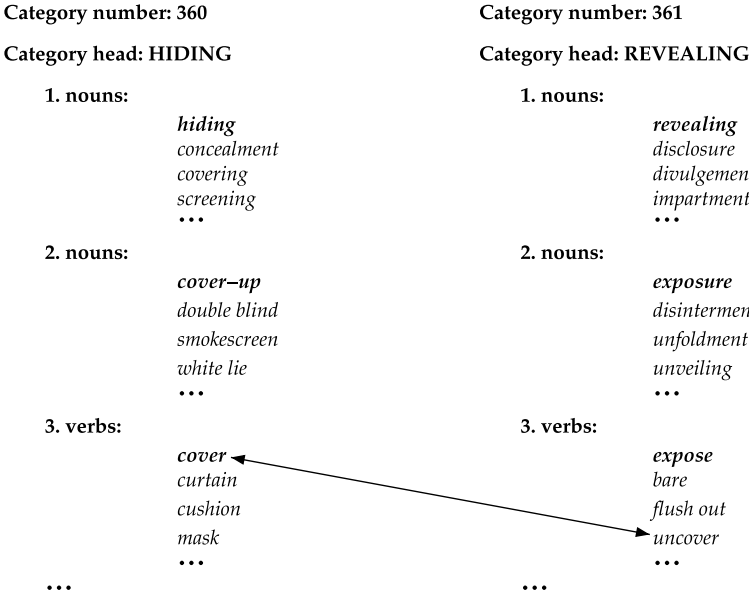 Category number: 360
Category head: HIDING
1. nouns:
hiding
concealment
covering
screening
...
2. nouns:
cover–up
double blind
smokescreen
white lie
...
3. verbs:
cover
curtain
cushion
mask
...
...
Category number: 361
Category head: REVEALING
1. nouns:
revealing
disclosure
divulgemen
impartment
...
2. nouns:
exposure
disintermen
unfoldment
unveiling
...
3. verbs:
expose
bare
flush out
uncover
...
...